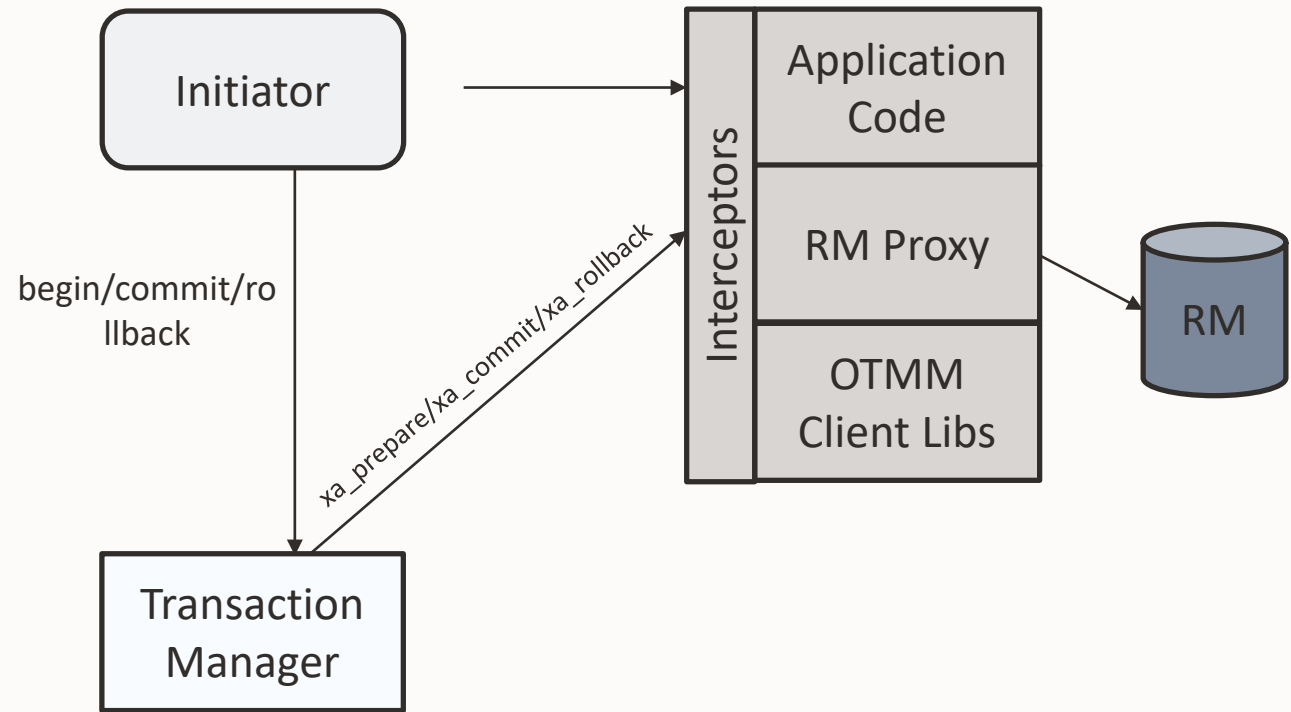 Initiator
Application
Code
Interceptors
RM Proxy
RM
begin/commit/ro
llback
xa_prepare/xa_commit/xa_rollback
OTMM
Client Libs
Transaction
Manager